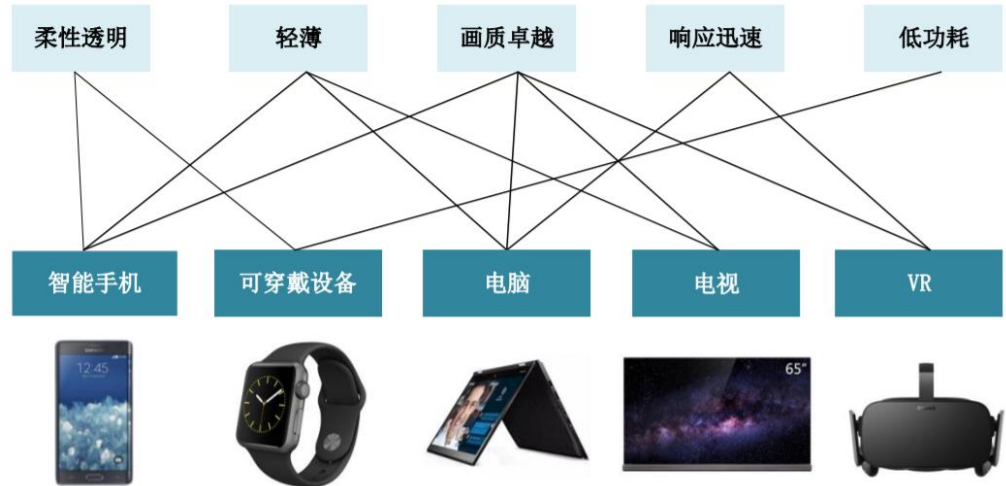 柔性透明
轻薄
画质卓越
响应迅速
低功耗
智能手机
可穿戴设备
电脑
电视
VR
12:45
65"